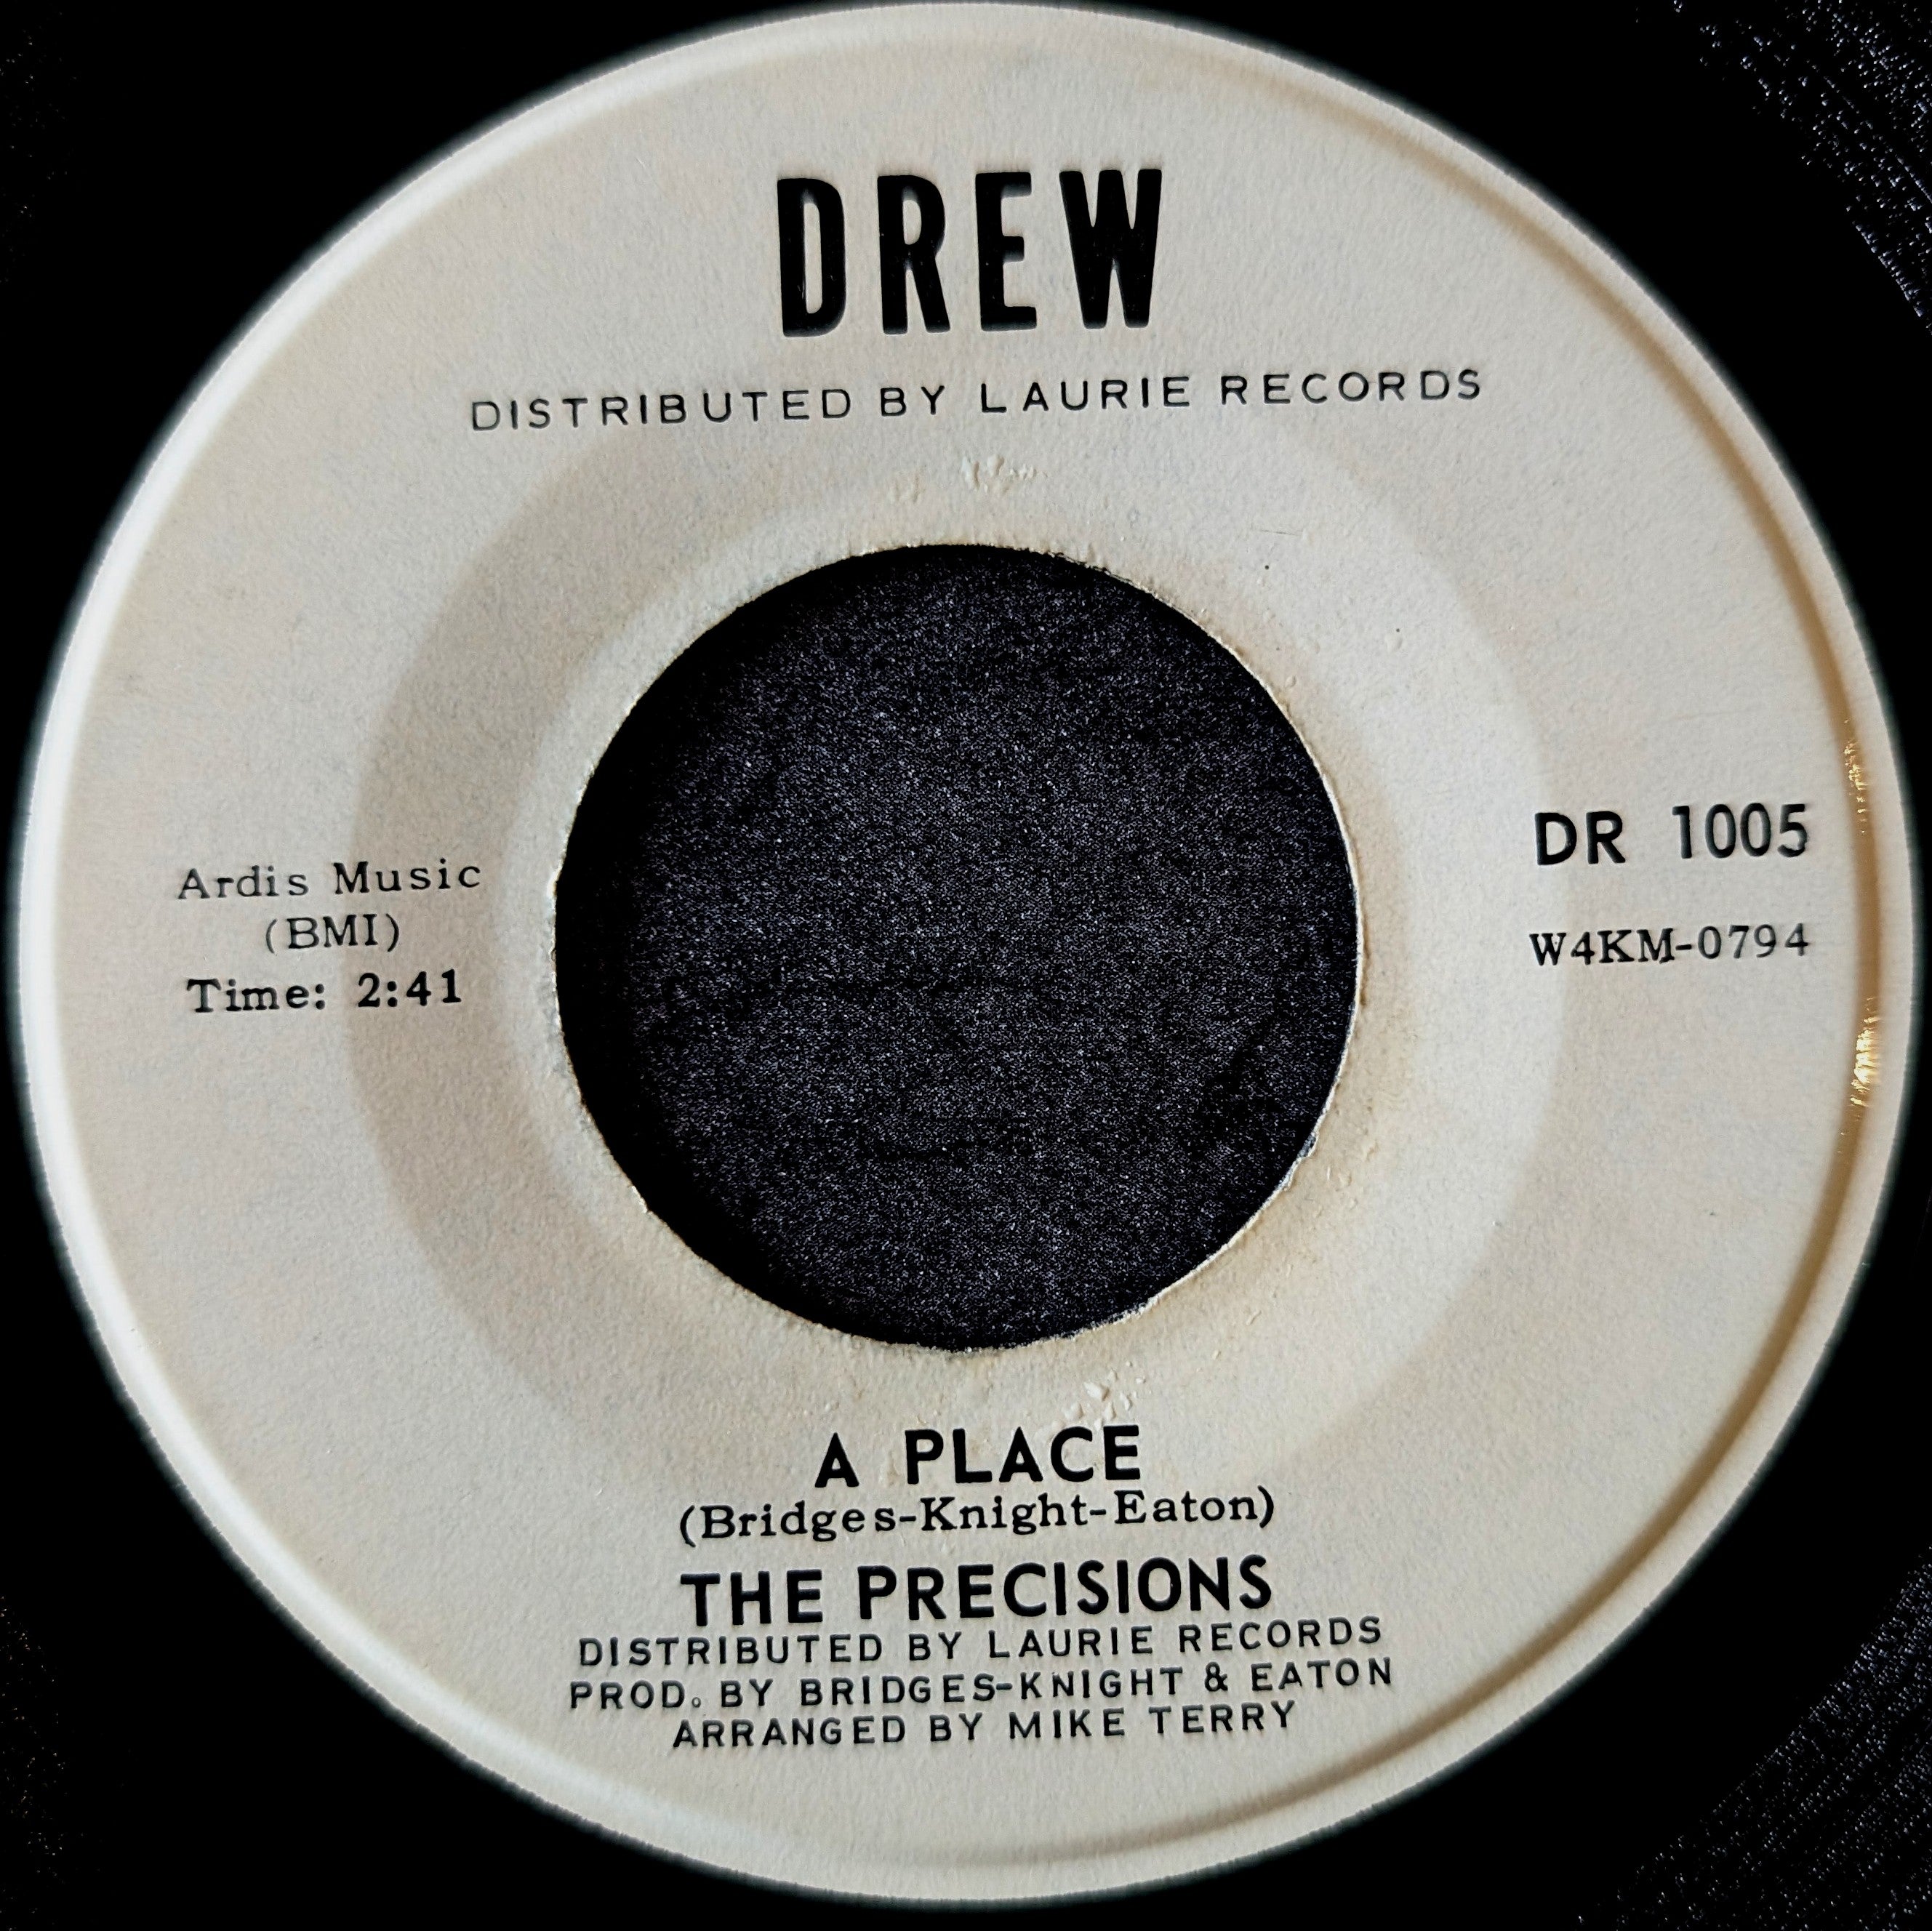 DREW
DISTRIBUTED BY LAURIE RECORDS
Ardis Music
(BMI)
Time: 2:41
DR 1005
W4KM-0794
A PLACE
(Bridges-Knight-Eaton)
THE PRECISIONS
DISTRIBUTED BY LAURIE RECORDS
PROD. BY BRIDGES-KNIGHT & EATON
ARRANGED BY MIKE TERRY